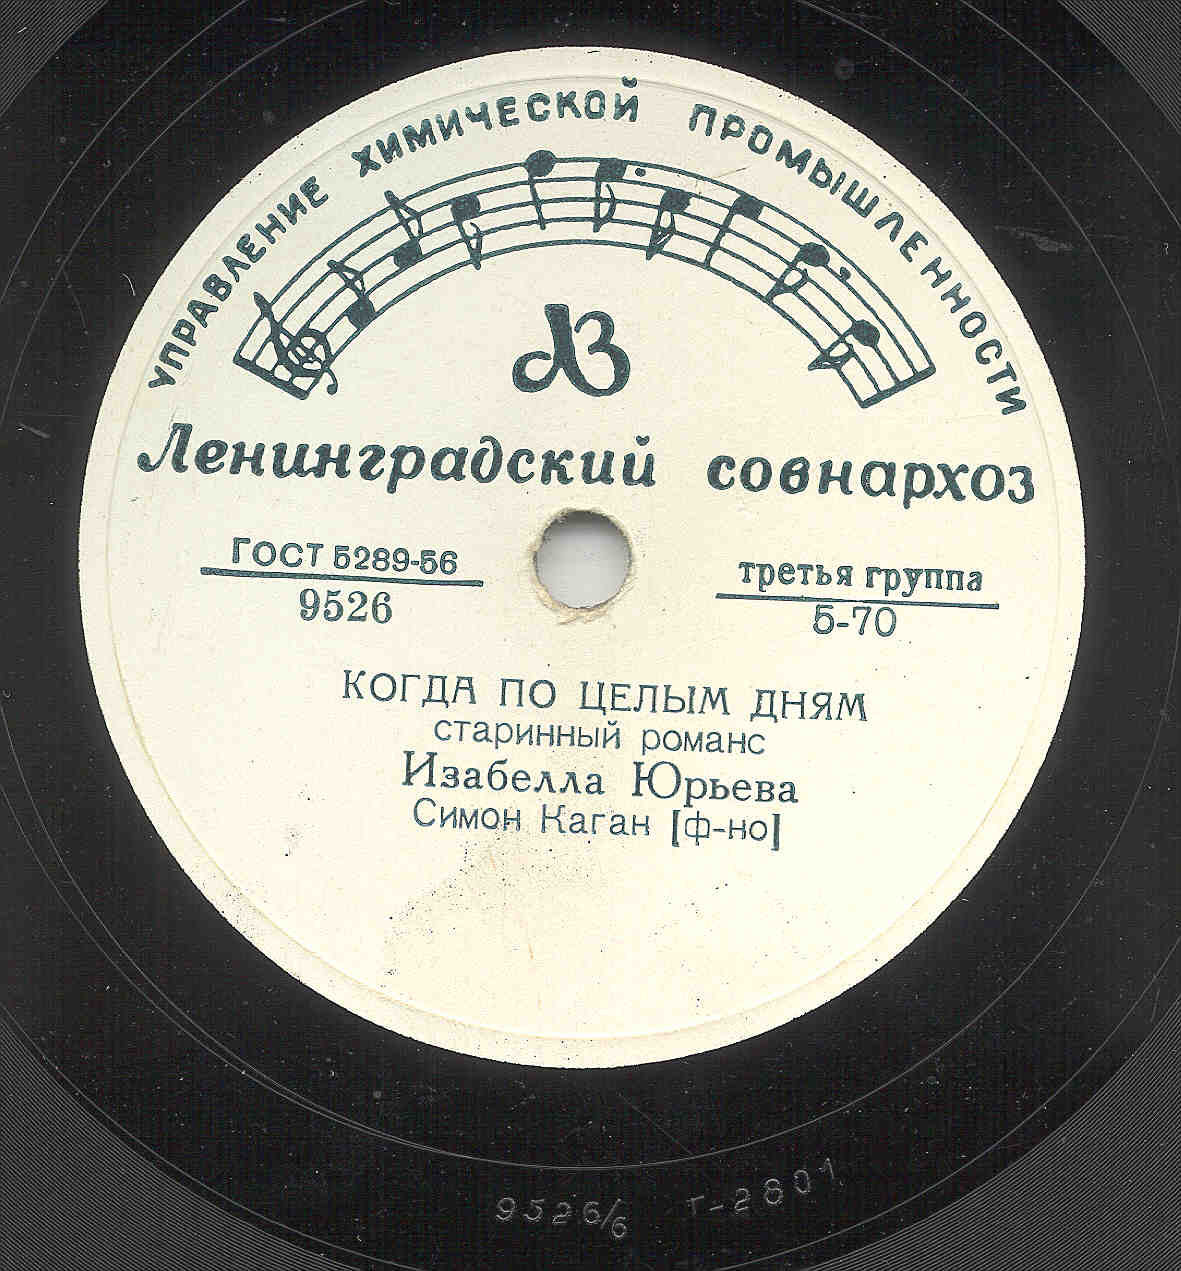 УПРАВЛЕНИЕ ХИМИЧЕСКОЙ ПРОМЫШЛЕННОСТИ
ЛЗ
Ленинградский совнархоз
ГОСТ 5289-56
9526
третья группа
5-70
КОГДА ПО ЦЕЛЫМ ДНЯМ
старинный романс
Изабелла Юрьева
Симон Каган [ф-но]
9526/6 Г-2801